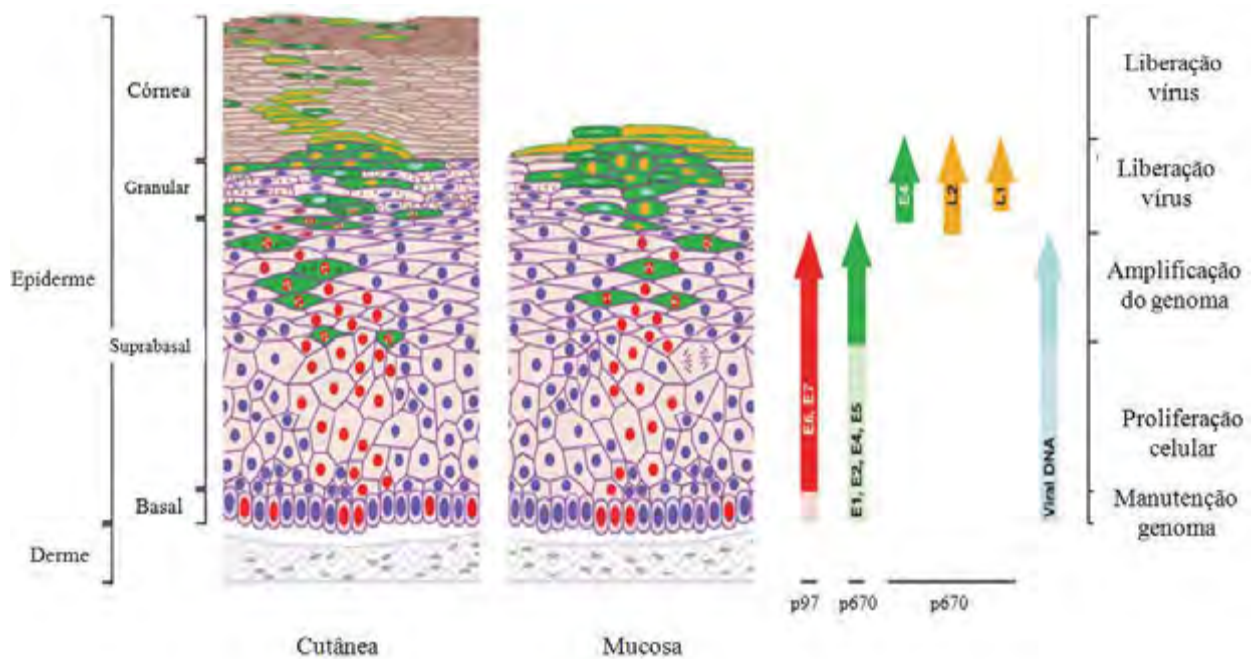 Córnea
Granular
Epiderme
Suprabasal
Basal
Derme
E6, E7
E1, E2, E4, E5
E4
L2
L1
Viral DNA
Liberação
vírus
Liberação
vírus
Amplificação
do genoma
Proliferação
celular
Manutenção
genoma
p97
p670
p670
Cutânea
Mucosa